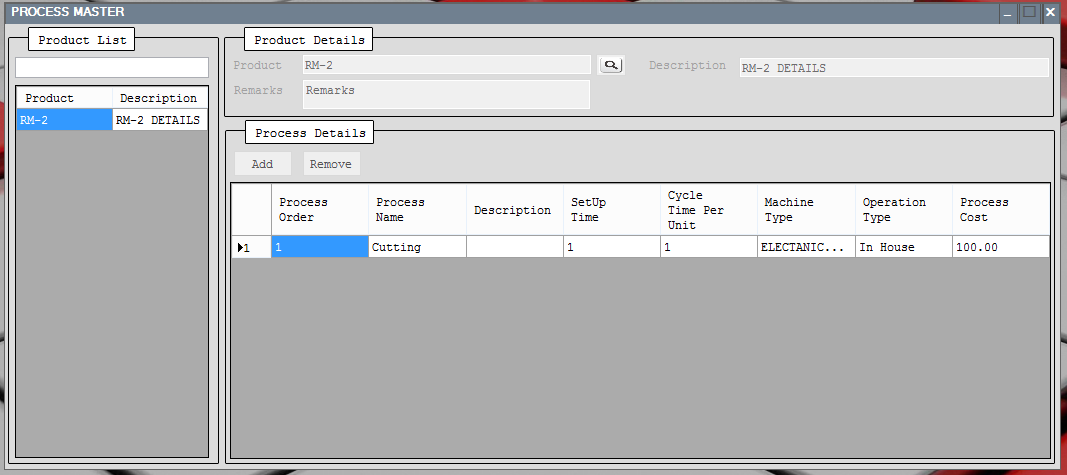 PROCESS MASTER
Product List
Product Description
RM-2 RM-2 DETAILS
Product Details
Product RM-2 Description RM-2 DETAILS
Remarks Remarks
Process Details
Add Remove
Process Order Process Name Description SetUp Time Cycle Time Per Unit Machine Type Operation Type Process Cost
1 1 Cutting 1 1 ELECTANIC... In House 100.00